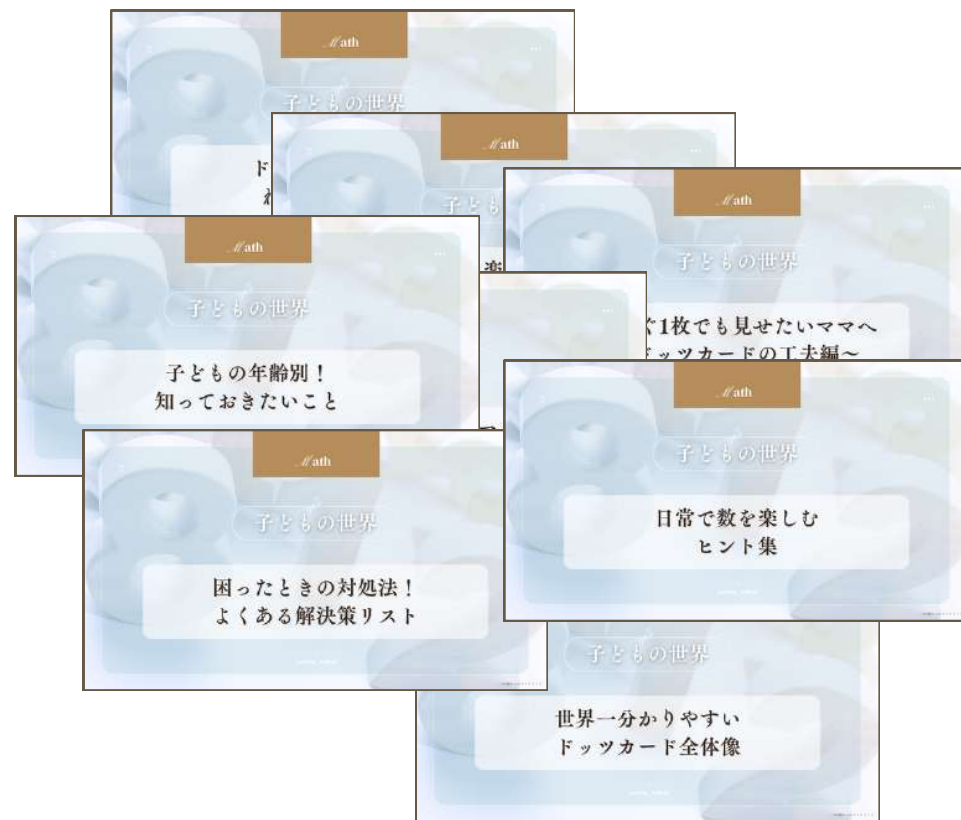 Math
子どもの世界
ド
Math
子ども
楽
Math
子どもの世界
ぐ1枚でも見せたいママへ
ドッツカードの工夫編〜
Math
子どもの世界
子どもの年齢別！
知っておきたいこと
Math
子どもの世界
日常で数を楽しむ
ヒント集
Math
子どもの世界
困ったときの対処法！
よくある解決策リスト
子どもの世界
世界一分かりやすい
ドッツカード全体像